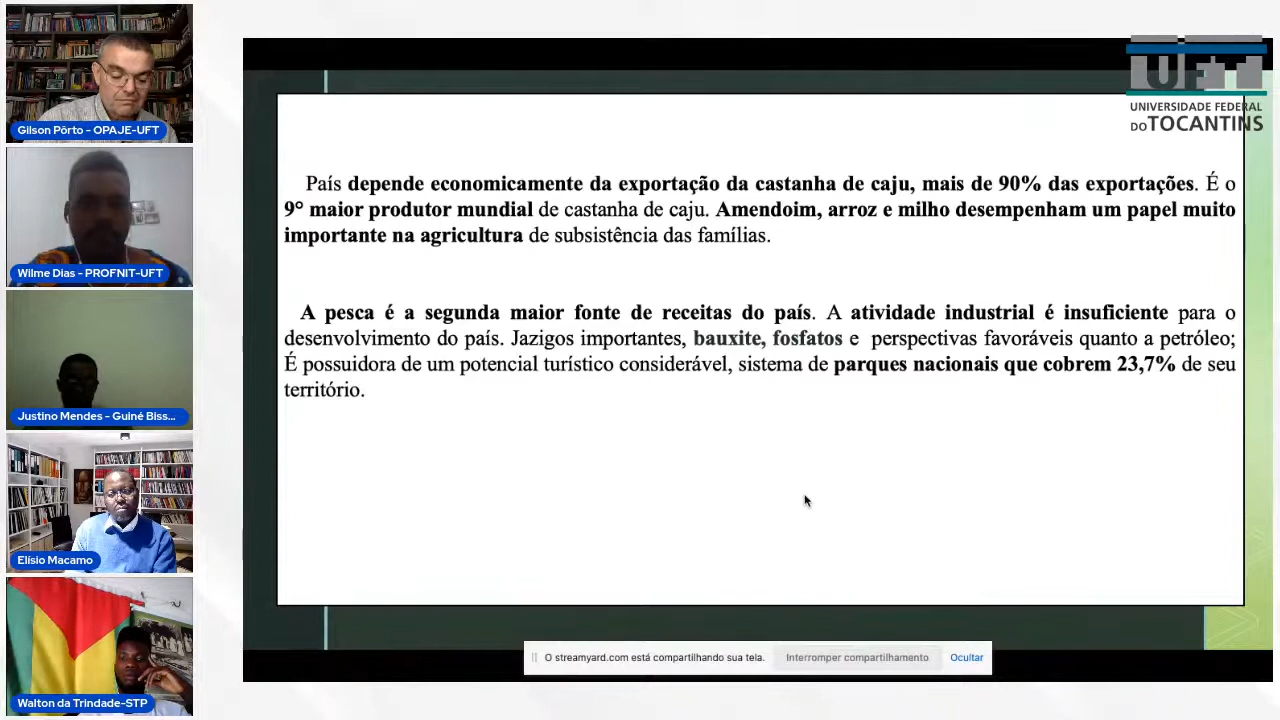 Gilson Pôrto - OPAJE-UFT
Wilme Dias - PROFNIT-UFT
Justino Mendes - Guiné Biss...
Elísio Macamo
Walton da Trindade-STP
UFT
UNIVERSIDADE FEDERAL
DO TOCANTINS
País depende economicamente da exportação da castanha de caju, mais de 90% das exportações. É o
9° maior produtor mundial de castanha de caju. Amendoim, arroz e milho desempenham um papel muito
importante na agricultura de subsistência das famílias.
A pesca é a segunda maior fonte de receitas do país. A atividade industrial é insuficiente para o
desenvolvimento do país. Jazigos importantes, bauxite, fosfatos e perspectivas favoráveis quanto a petróleo;
É possuidora de um potencial turístico considerável, sistema de parques nacionais que cobrem 23,7% de seu
território.
O streamyard.com está compartilhando sua tela. Interromper compartilhamento Ocultar